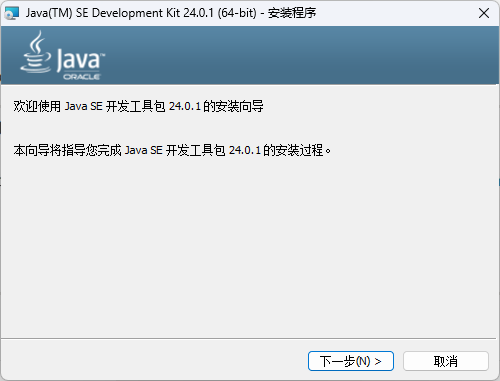 Java(TM) SE Development Kit 24.0.1 (64-bit) - 安装程序
Java™
ORACLE
欢迎使用 Java SE 开发工具包 24.0.1 的安装向导
本向导将指导您完成 Java SE 开发工具包 24.0.1 的安装过程。
下一步(N) >
取消